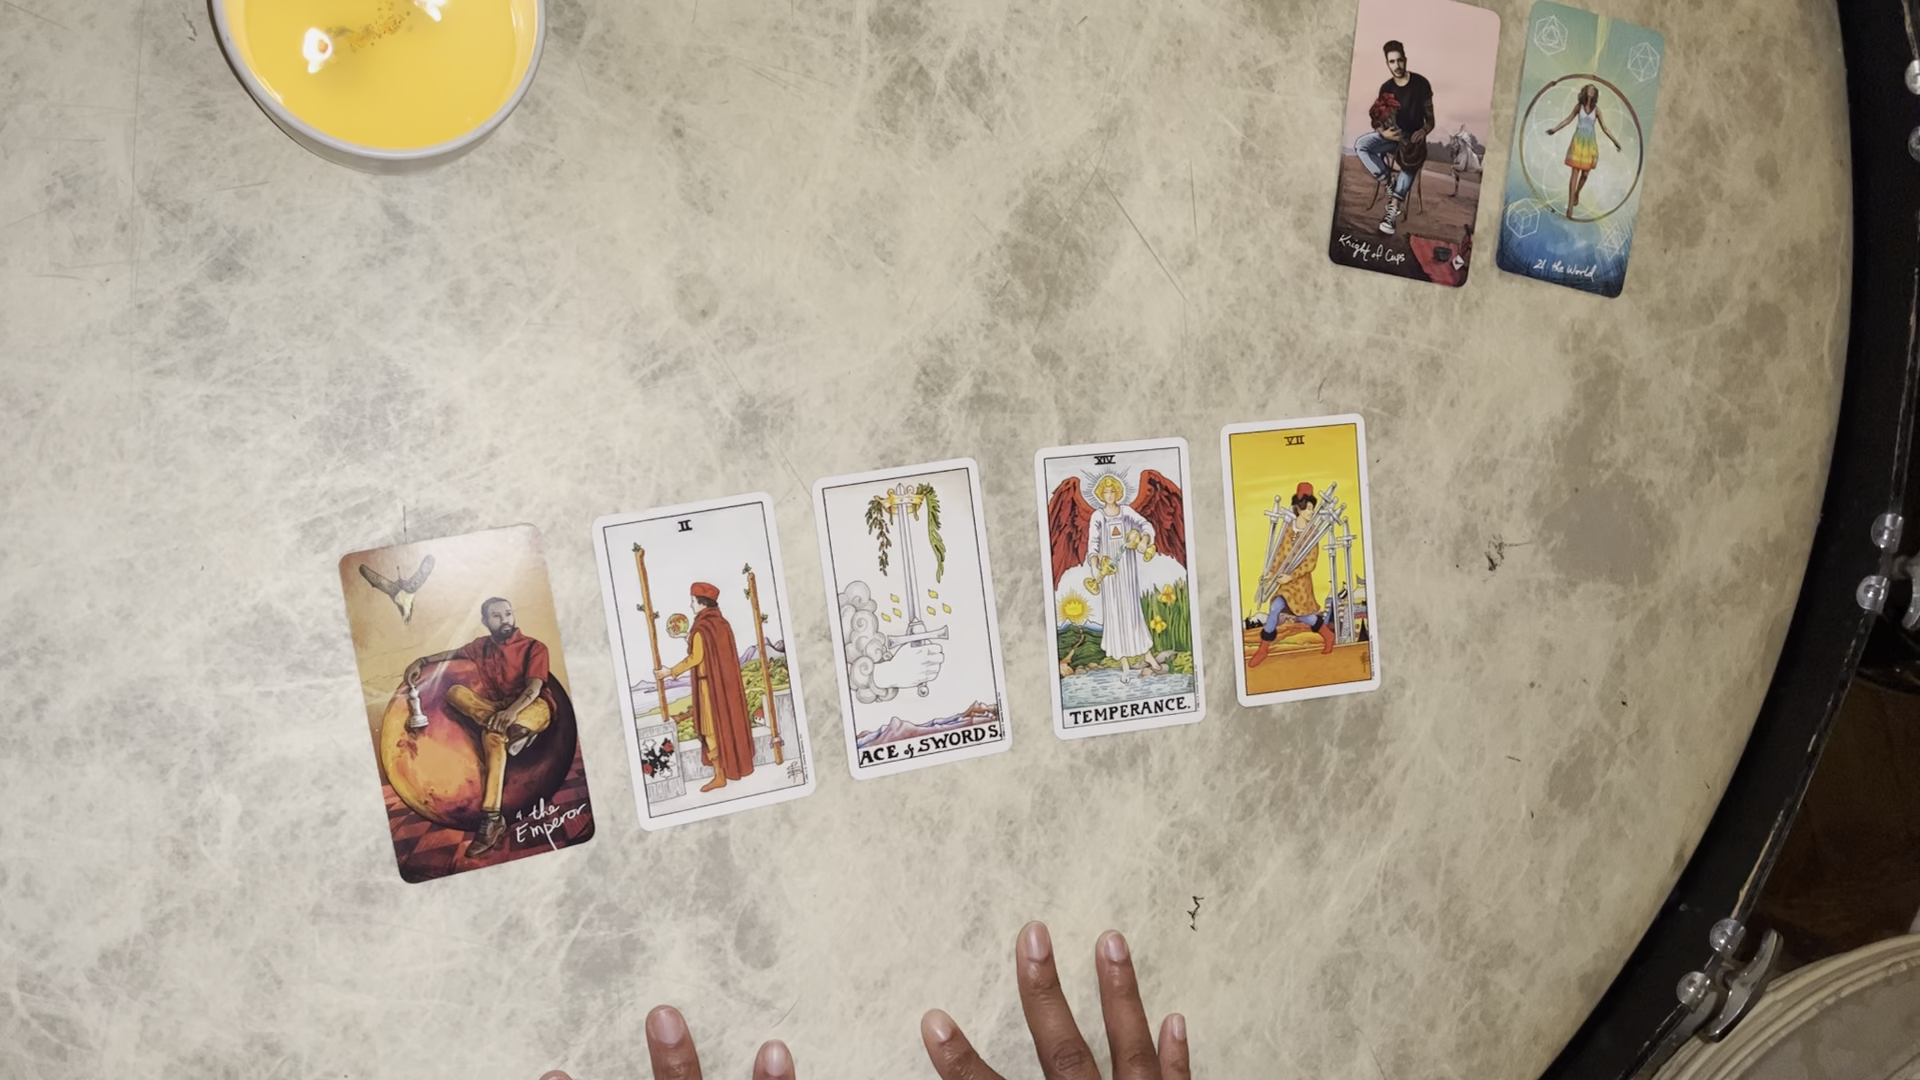 Knight of Cups
21 the World
VII
XIV
TEMPERANCE.
II
ACE of SWORDS.
4. the
Emperor